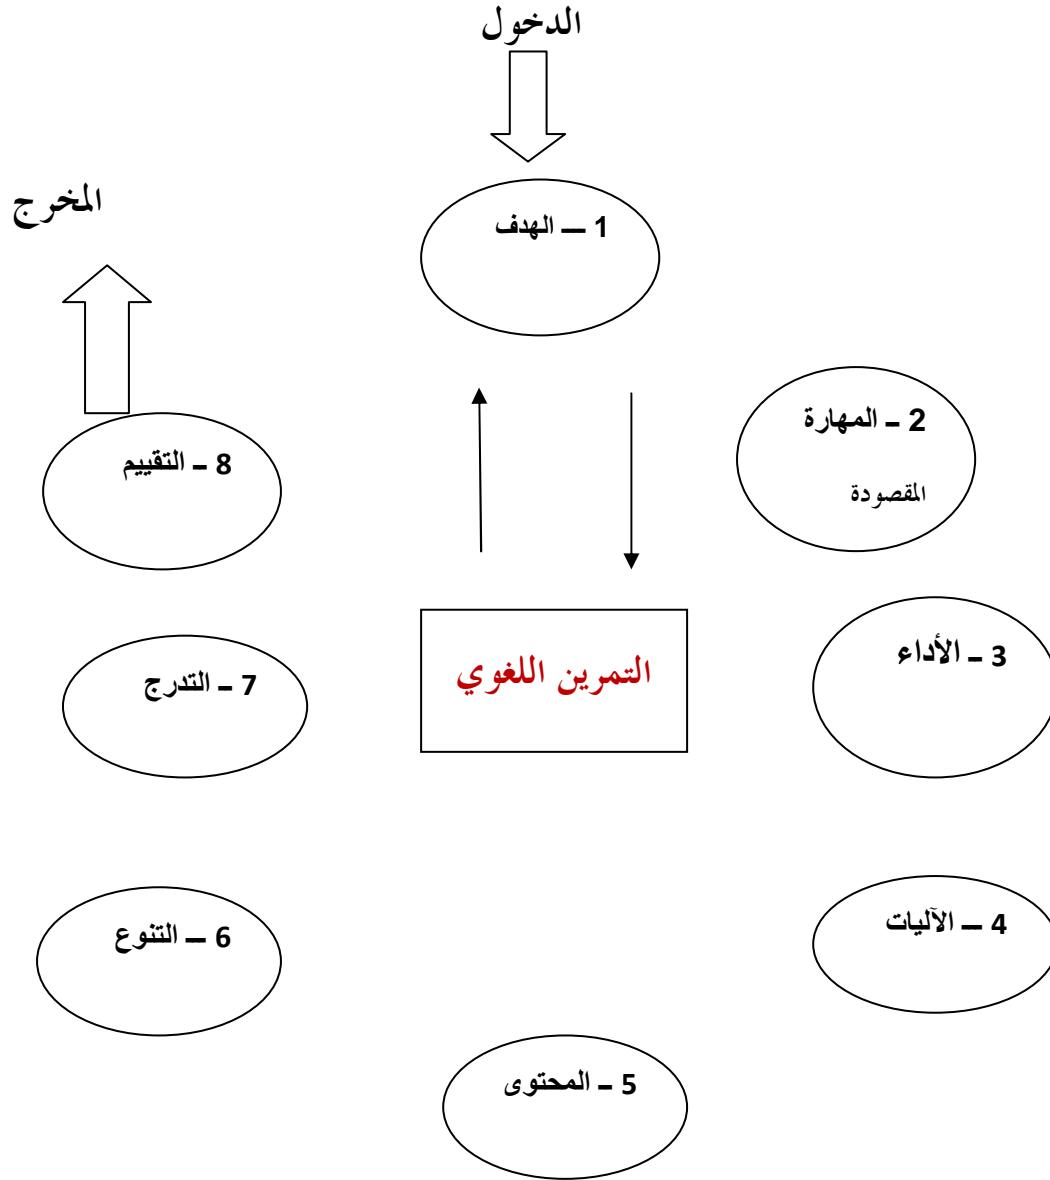 الدخول
المخرج
1 ـــ الهدف
2 ـ المهارة
المقصودة
3 ـ الأداء
4 ـــ الآليات
5 ـ المحتوى
6 ـــ التنوع
7 ـ التدرج
8 ـ التقييم
التمرين اللغوي